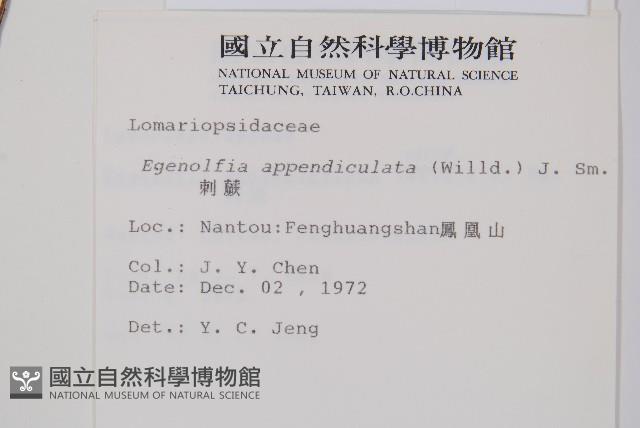 國立自然科學博物館
NATIONAL MUSEUM OF NATURAL SCIENCE
TAICHUNG, TAIWAN, R.O.CHINA
Lomariopsidaceae
Egenolfia appendiculata (Willd.) J. Sm.
刺蕨
Loc.: Nantou:Fenghuangshan鳳凰山
Col.: J. Y. Chen
Date: Dec. 02 , 1972
Det.: Y. C. Jeng
國立自然科學博物館
NATIONAL MUSEUM OF NATURAL SCIENCE